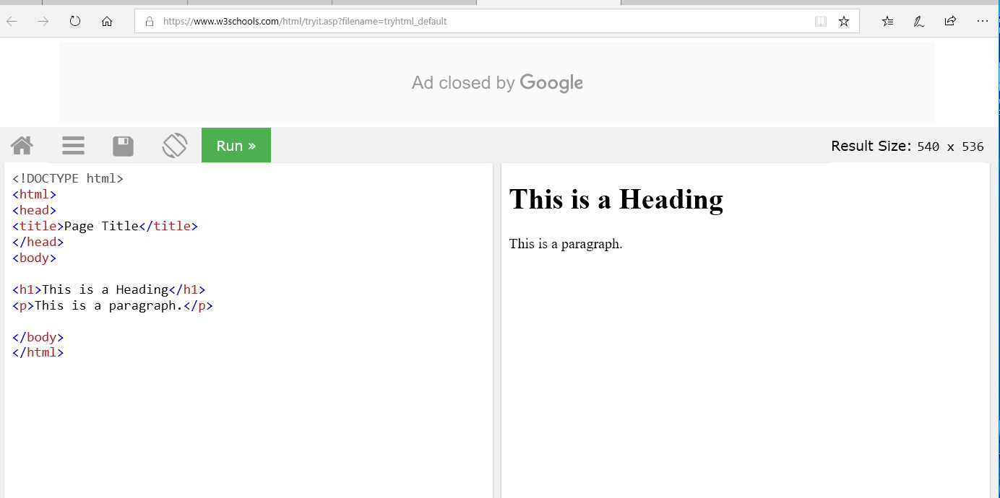 https://www.w3schools.com/html/tryit.asp?filename=tryhtml_default
Ad closed by Google
Run »
Result Size: 540 x 536
<!DOCTYPE html>
<html>
<head>
<title>Page Title</title>
</head>
<body>
<h1>This is a Heading</h1>
<p>This is a paragraph.</p>
</body>
</html>
This is a Heading
This is a paragraph.